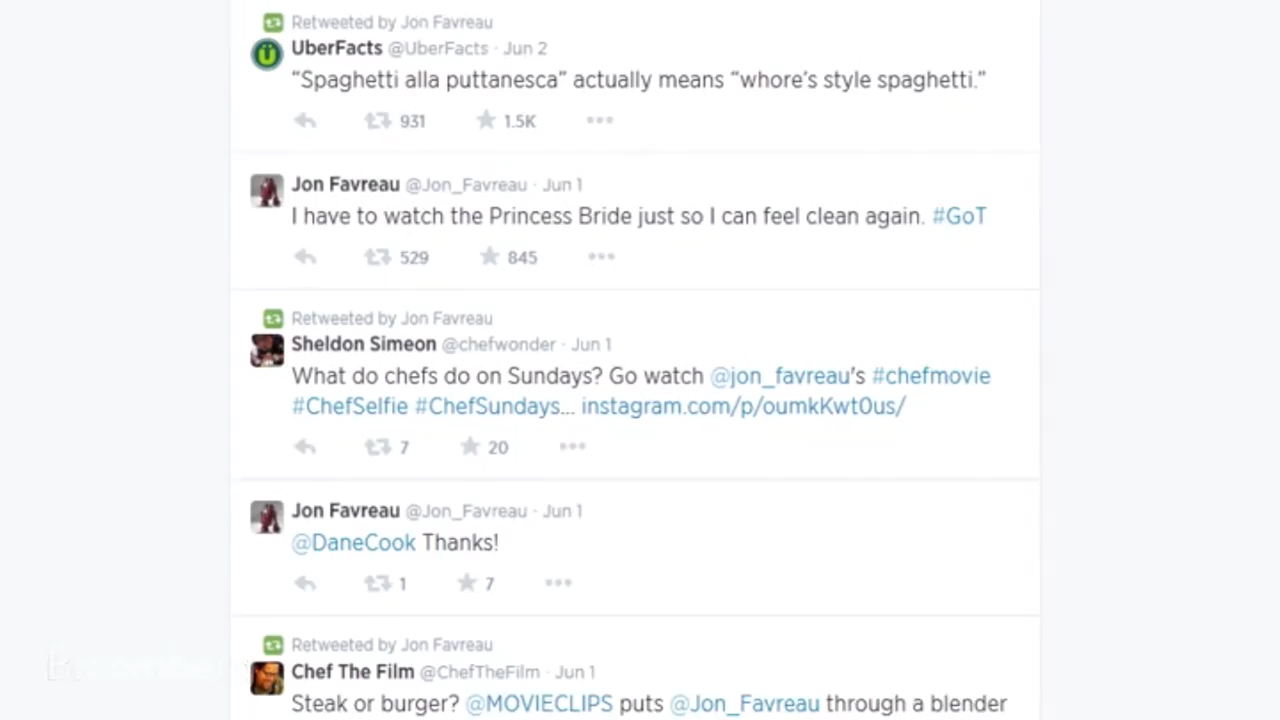 Retweeted by Jon Favreau
UberFacts @UberFacts · Jun 2
“Spaghetti alla puttanesca” actually means “whore’s style spaghetti.”
931 1.5K
Jon Favreau @Jon_Favreau · Jun 1
I have to watch the Princess Bride just so I can feel clean again. #GoT
529 845
Retweeted by Jon Favreau
Sheldon Simeon @chefwonder · Jun 1
What do chefs do on Sundays? Go watch @jon_favreau's #chefmovie
#ChefSelfie #ChefSundays... instagram.com/p/oumkKwt0us/
7 20
Jon Favreau @Jon_Favreau · Jun 1
@DaneCook Thanks!
1 7
Retweeted by Jon Favreau
Chef The Film @ChefTheFilm · Jun 1
Steak or burger? @MOVIECLIPS puts @Jon_Favreau through a blender